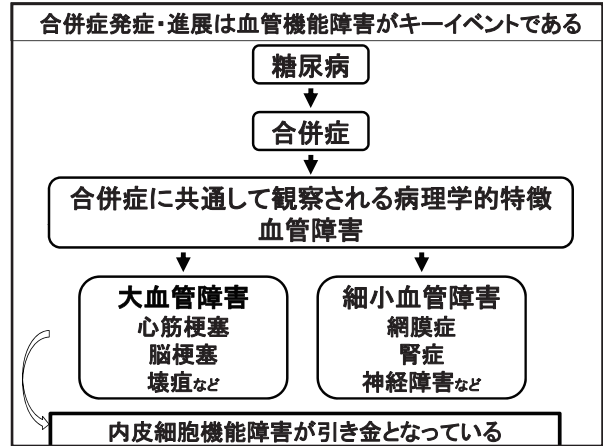 合併症発症・進展は血管機能障害がキーイベントである
糖尿病
合併症
合併症に共通して観察される病理学的特徴
血管障害
大血管障害
心筋梗塞
脳梗塞
壊疽など
細小血管障害
網膜症
腎症
神経障害など
内皮細胞機能障害が引き金となっている